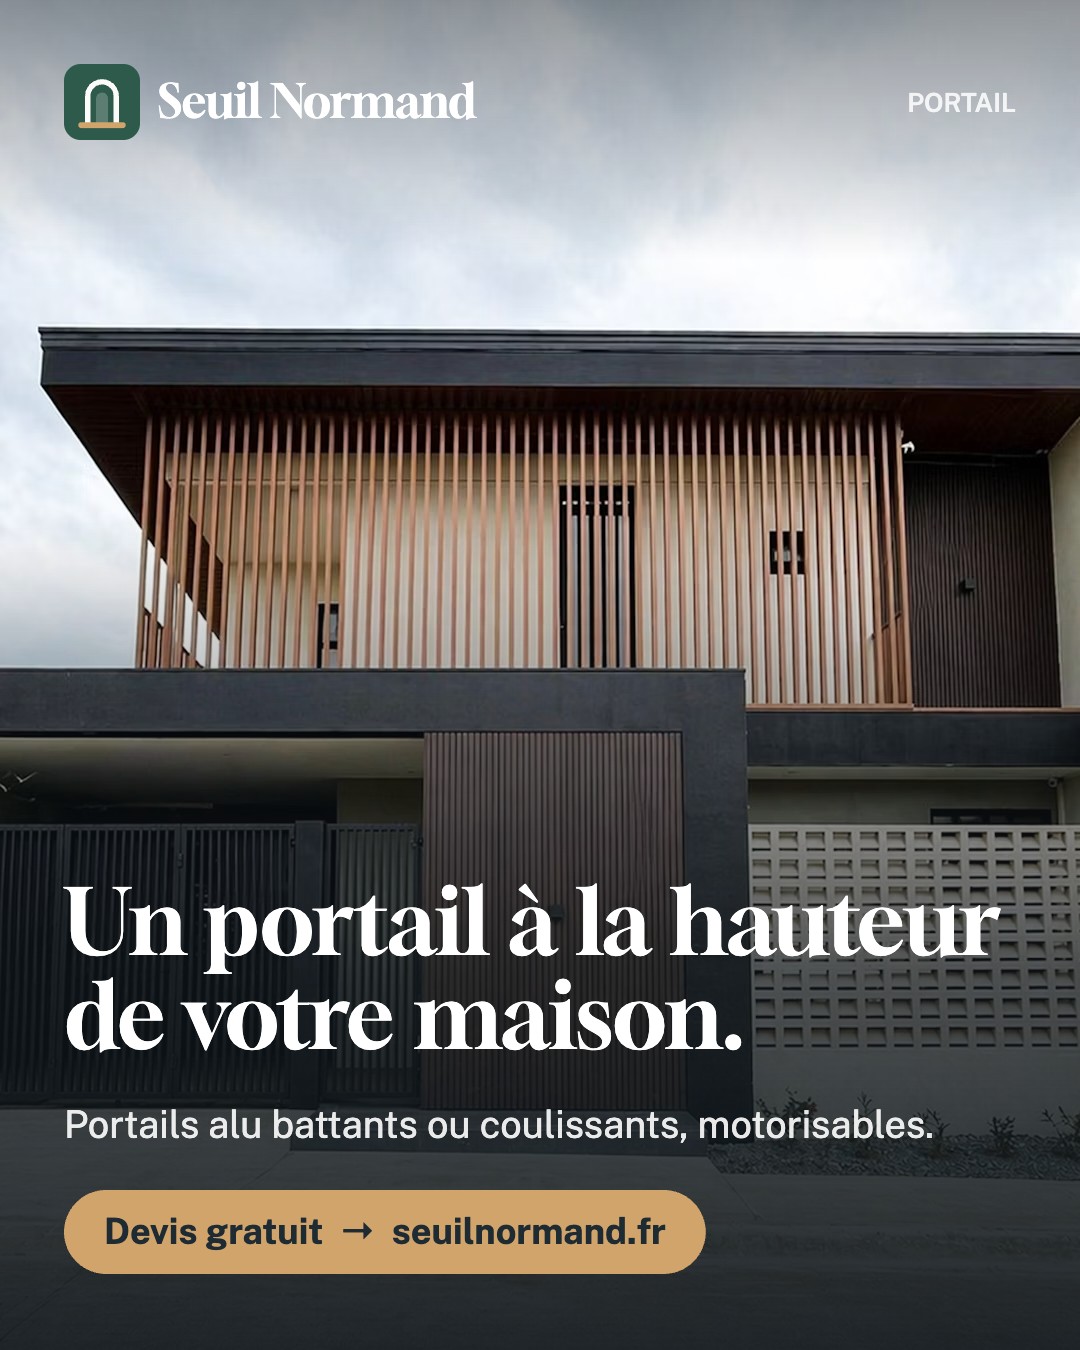 Seuil Normand
PORTAIL
Un portail à la hauteur
de votre maison.
Portails alu battants ou coulissants, motorisables.
Devis gratuit → seuilnormand.fr